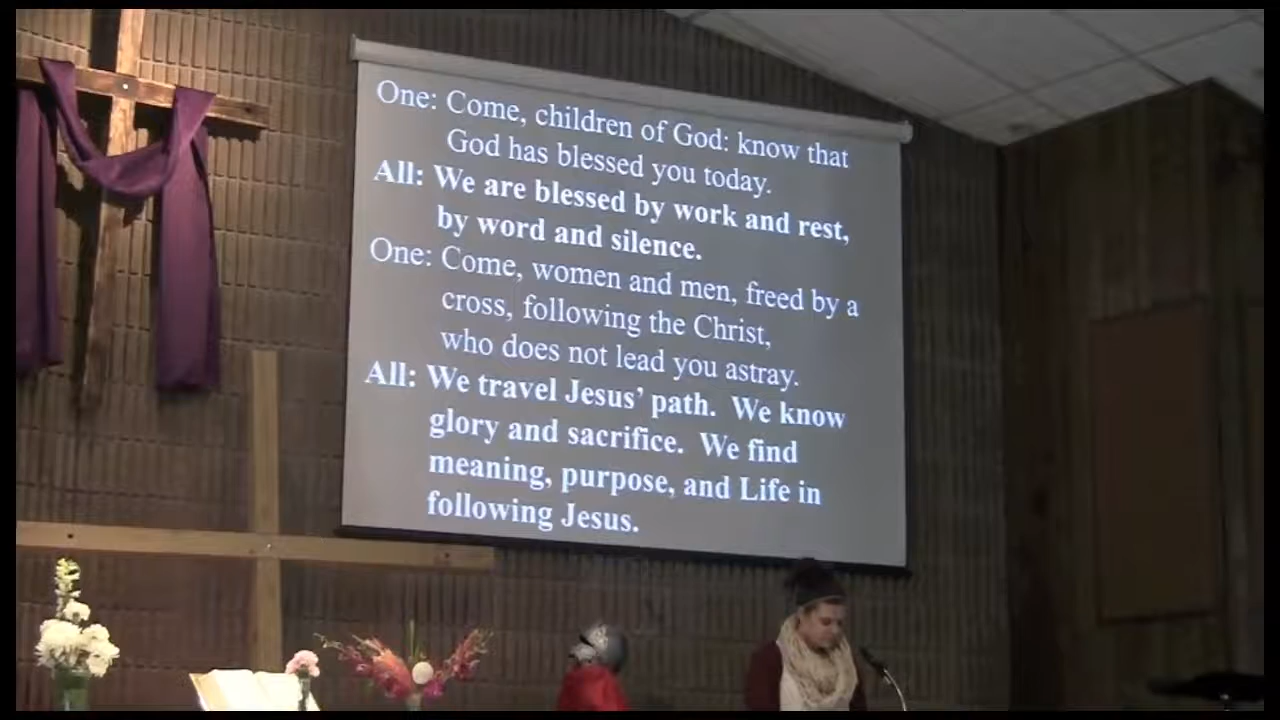 One: Come, children of God: know that
God has blessed you today.
All: We are blessed by work and rest,
by word and silence.
One: Come, women and men, freed by a
cross, following the Christ,
who does not lead you astray.
All: We travel Jesus’ path. We know
glory and sacrifice. We find
meaning, purpose, and Life in
following Jesus.